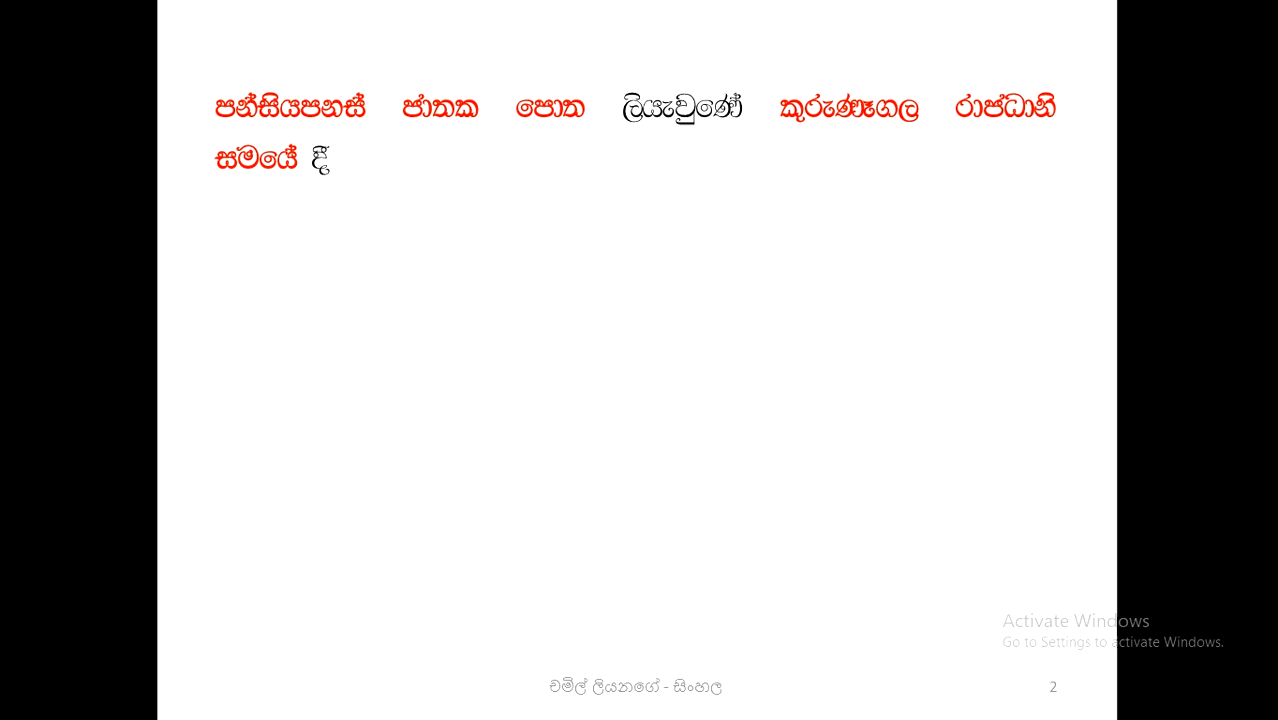 පන්සියපනස් ජාතක පොත ලියැවුණේ කුරුණෑගල රාජධානි
සමයේ දී
Activate Windows
Go to Settings to activate Windows.
චමිල් ලියනගේ - සිංහල
2